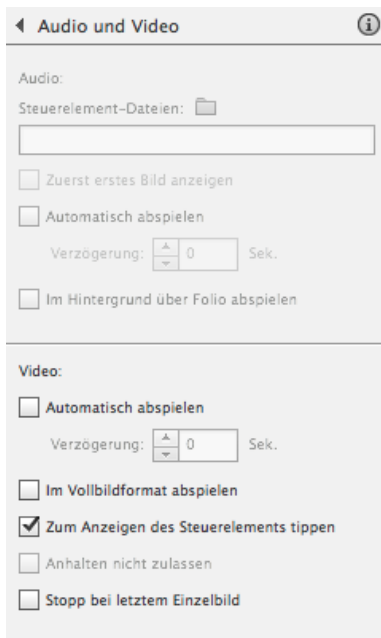 Audio und Video
Audio:
Steuerelement-Dateien:
Zuerst erstes Bild anzeigen
Automatisch abspielen
Verzögerung: 0 Sek.
Im Hintergrund über Folio abspielen
Video:
Automatisch abspielen
Verzögerung: 0 Sek.
Im Vollbildformat abspielen
Zum Anzeigen des Steuerelements tippen
Anhalten nicht zulassen
Stopp bei letztem Einzelbild